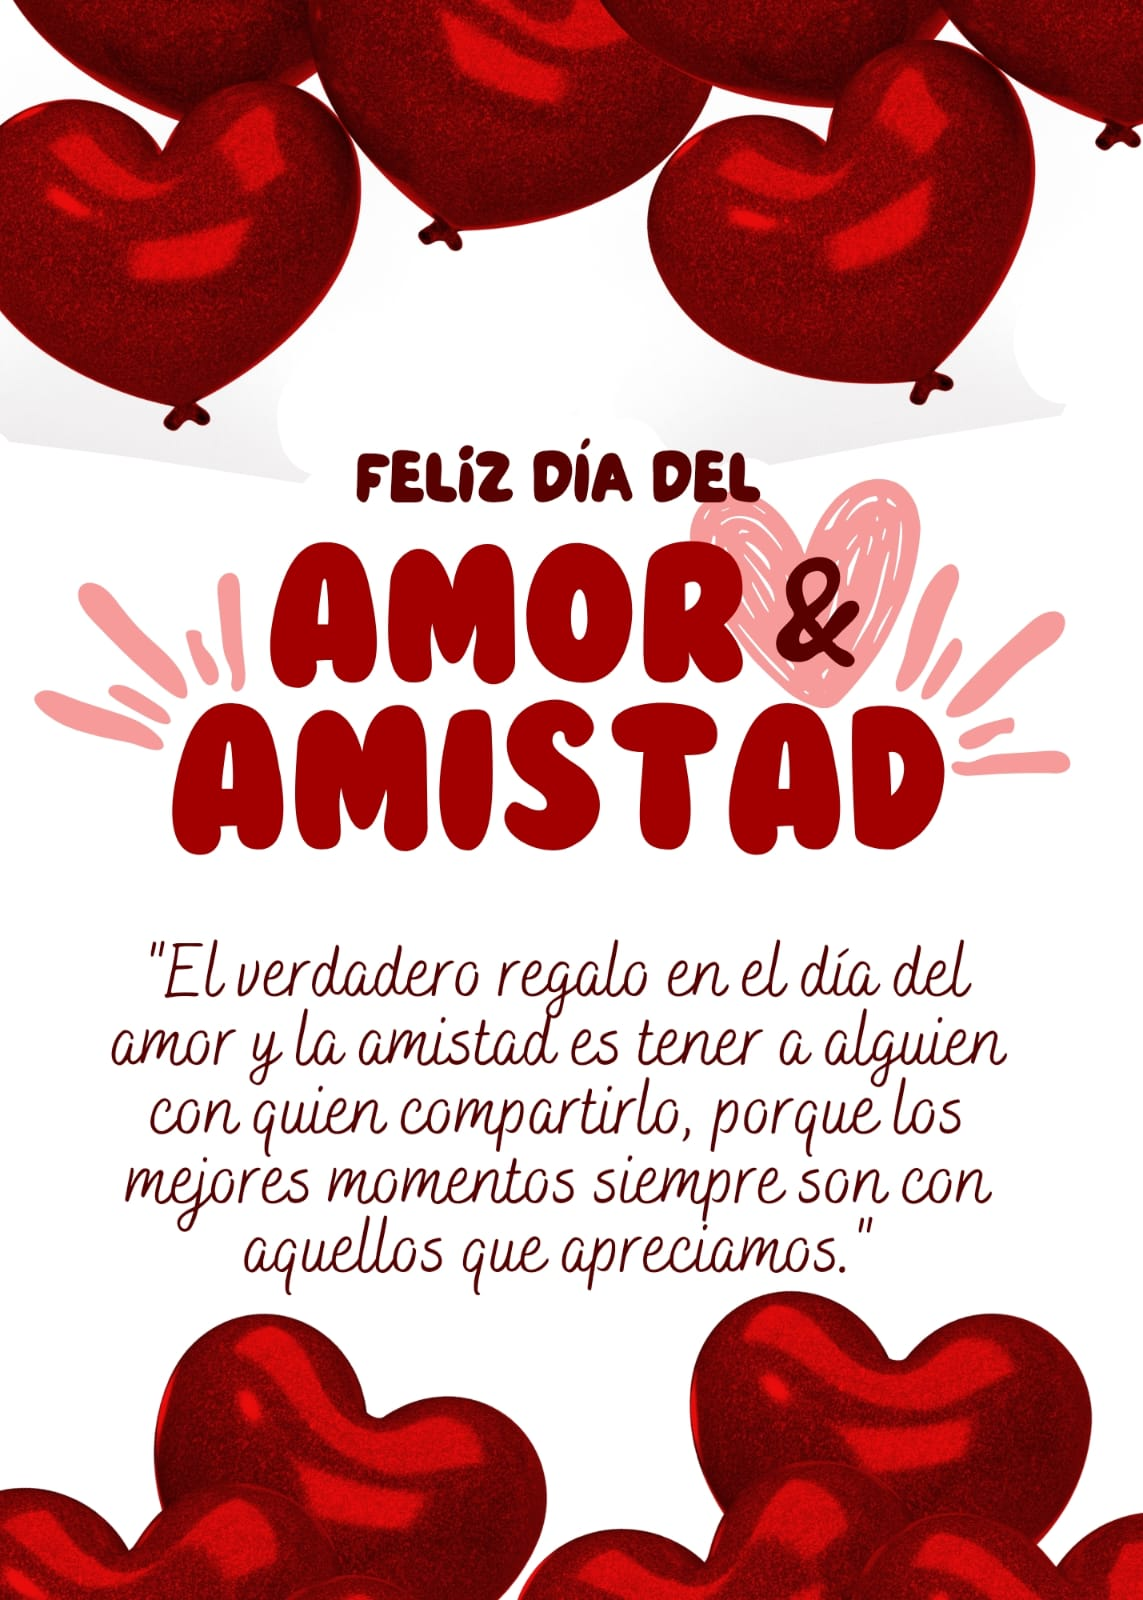 FELiZ DÍA DEL
AMOR &
AMISTAD
"El verdadero regalo en el día del
amor y la amistad es tener a alguien
con quien compartirlo, porque los
mejores momentos siempre son con
aquellos que apreciamos."